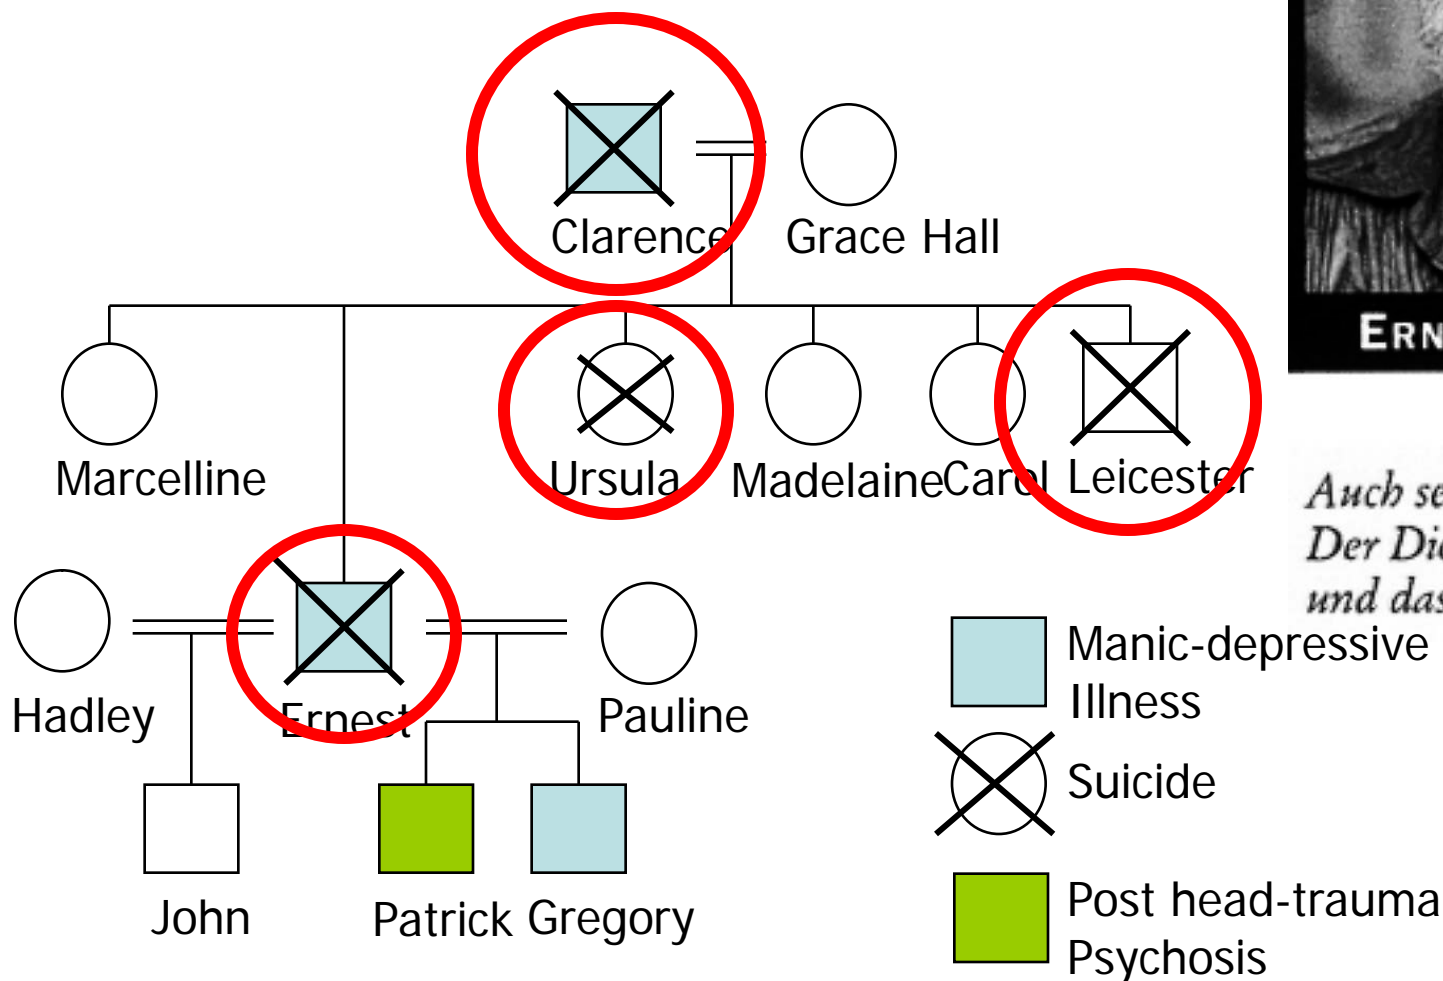 Clarence
Grace Hall
Marcelline
Ursula
Madelaine
Carol
Leicester
Hadley
Ernest
Pauline
John
Patrick
Gregory
ERN
Auch se
Der Die
und das
Manic-depressive
Illness
Suicide
Post head-trauma
Psychosis